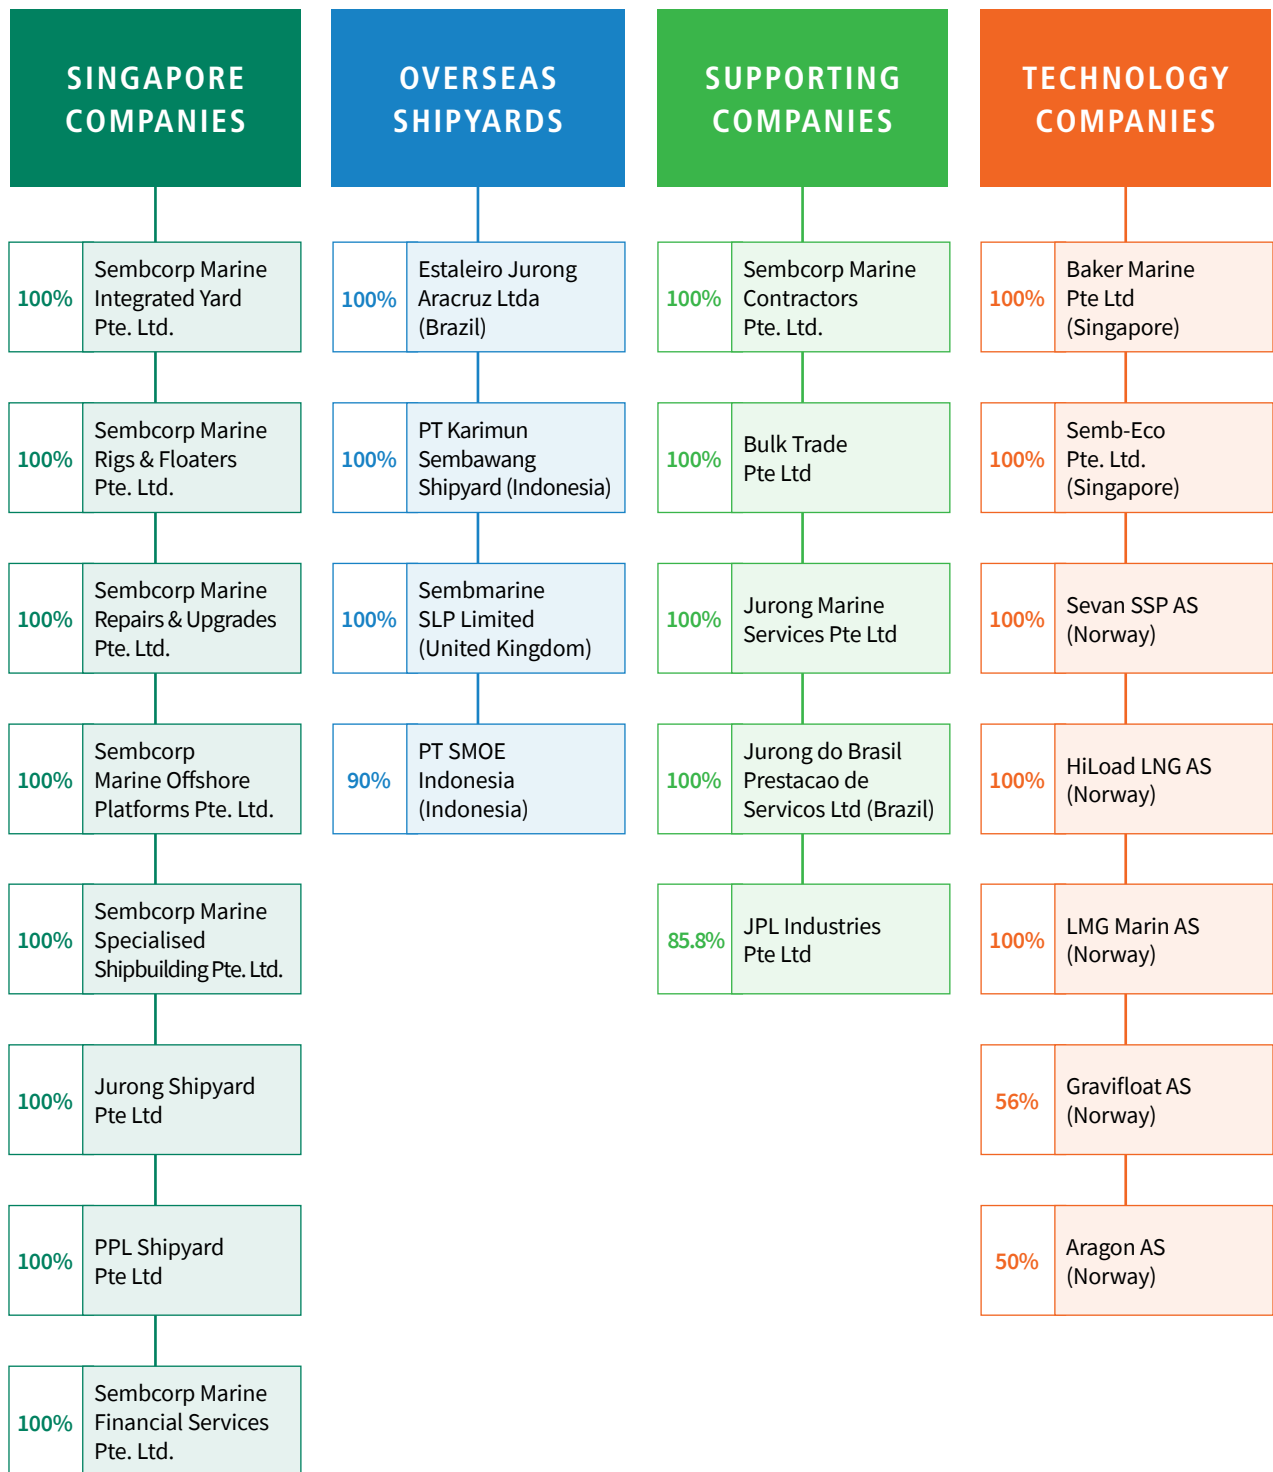 SINGAPORE
COMPANIES
100%
Sembcorp Marine
Integrated Yard
Pte. Ltd.
100%
Sembcorp Marine
Rigs & Floaters
Pte. Ltd.
100%
Sembcorp Marine
Repairs & Upgrades
Pte. Ltd.
100%
Sembcorp
Marine Offshore
Platforms Pte. Ltd.
100%
Sembcorp Marine
Specialised
Shipbuilding Pte. Ltd.
100%
Jurong Shipyard
Pte Ltd
100%
PPL Shipyard
Pte Ltd
100%
Sembcorp Marine
Financial Services
Pte. Ltd.
OVERSEAS
SHIPYARDS
100%
Estaleiro Jurong
Aracruz Ltda
(Brazil)
100%
PT Karimun
Sembawang
Shipyard (Indonesia)
100%
Sembmarine
SLP Limited
(United Kingdom)
90%
PT SMOE
Indonesia
(Indonesia)
SUPPORTING
COMPANIES
100%
Sembcorp Marine
Contractors
Pte. Ltd.
100%
Bulk Trade
Pte Ltd
100%
Jurong Marine
Services Pte Ltd
100%
Jurong do Brasil
Prestacao de
Servicos Ltd (Brazil)
85.8%
JPL Industries
Pte Ltd
TECHNOLOGY
COMPANIES
100%
Baker Marine
Pte Ltd
(Singapore)
100%
Semb-Eco
Pte. Ltd.
(Singapore)
100%
Sevan SSP AS
(Norway)
100%
HiLoad LNG AS
(Norway)
100%
LMG Marin AS
(Norway)
56%
Gravifloat AS
(Norway)
50%
Aragon AS
(Norway)